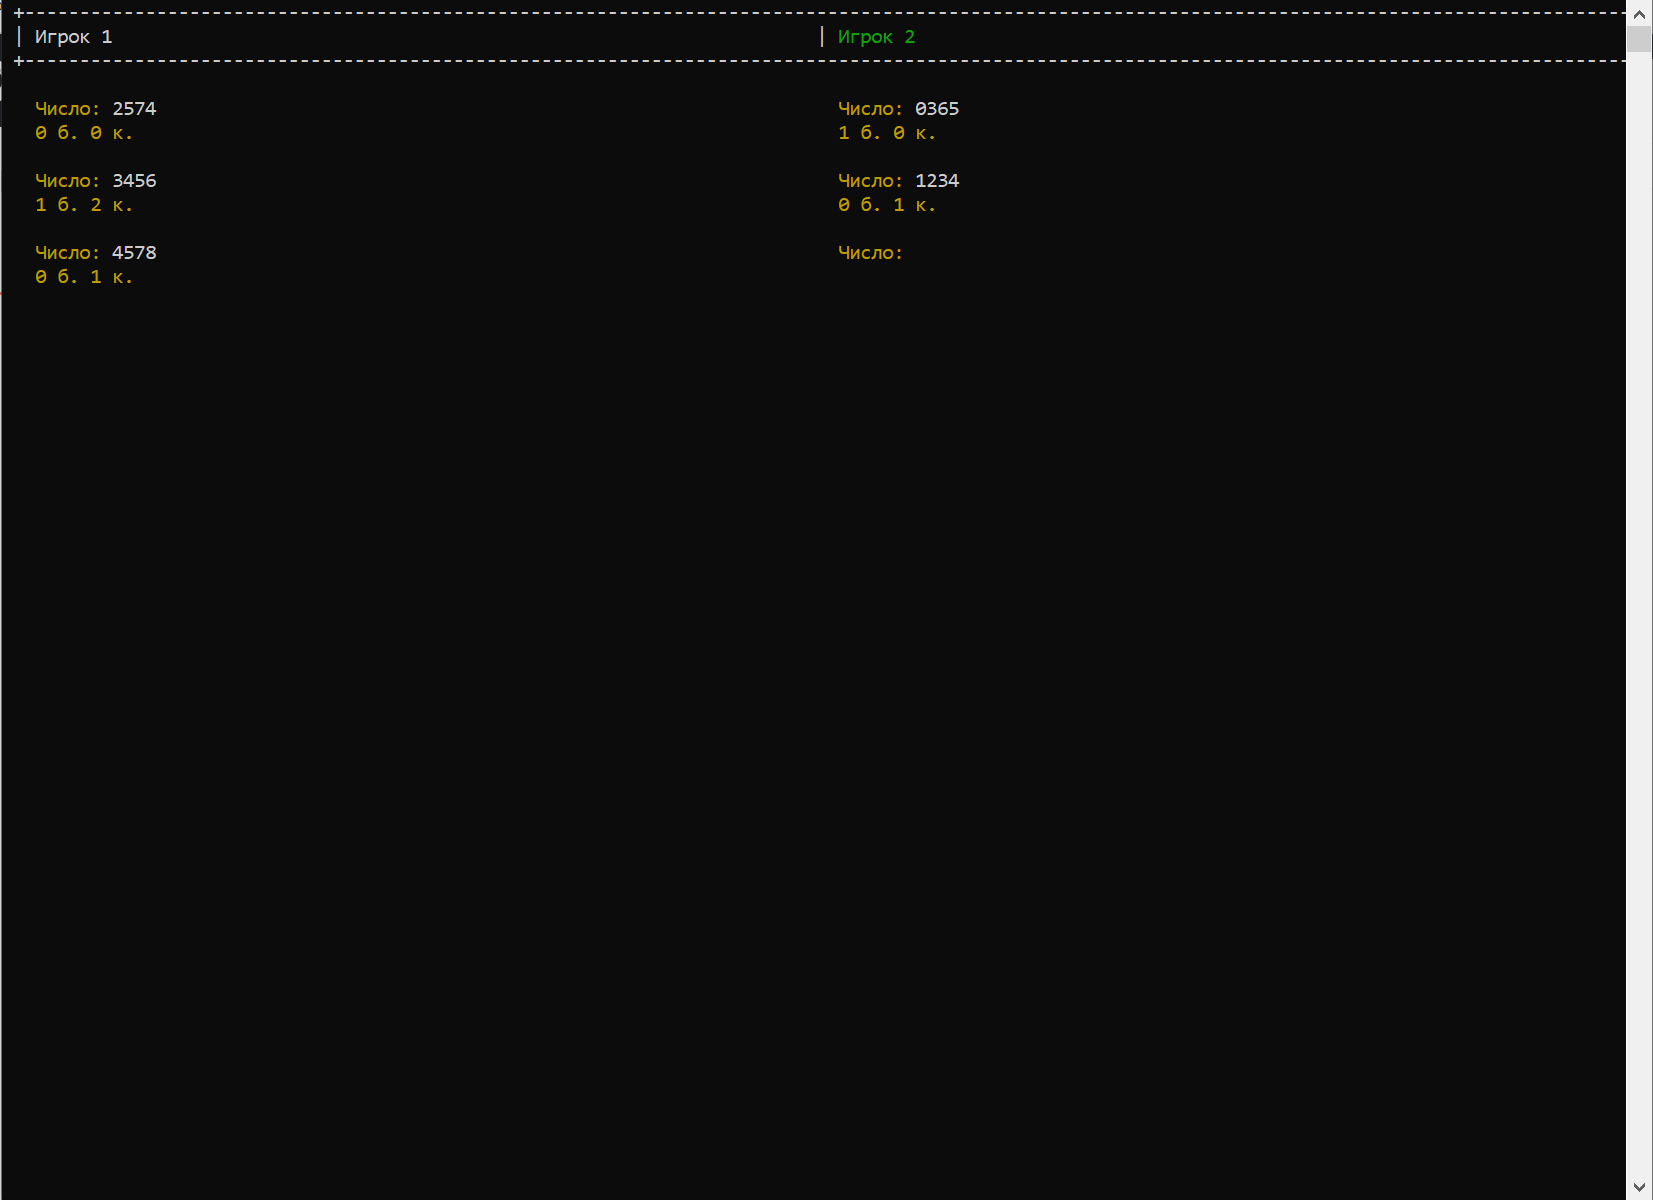 Игрок 1 Игрок 2
Число: 2574 Число: 0365
0 б. 0 к. 1 б. 0 к.
Число: 3456 Число: 1234
1 б. 2 к. 0 б. 1 к.
Число: 4578 Число:
0 б. 1 к.